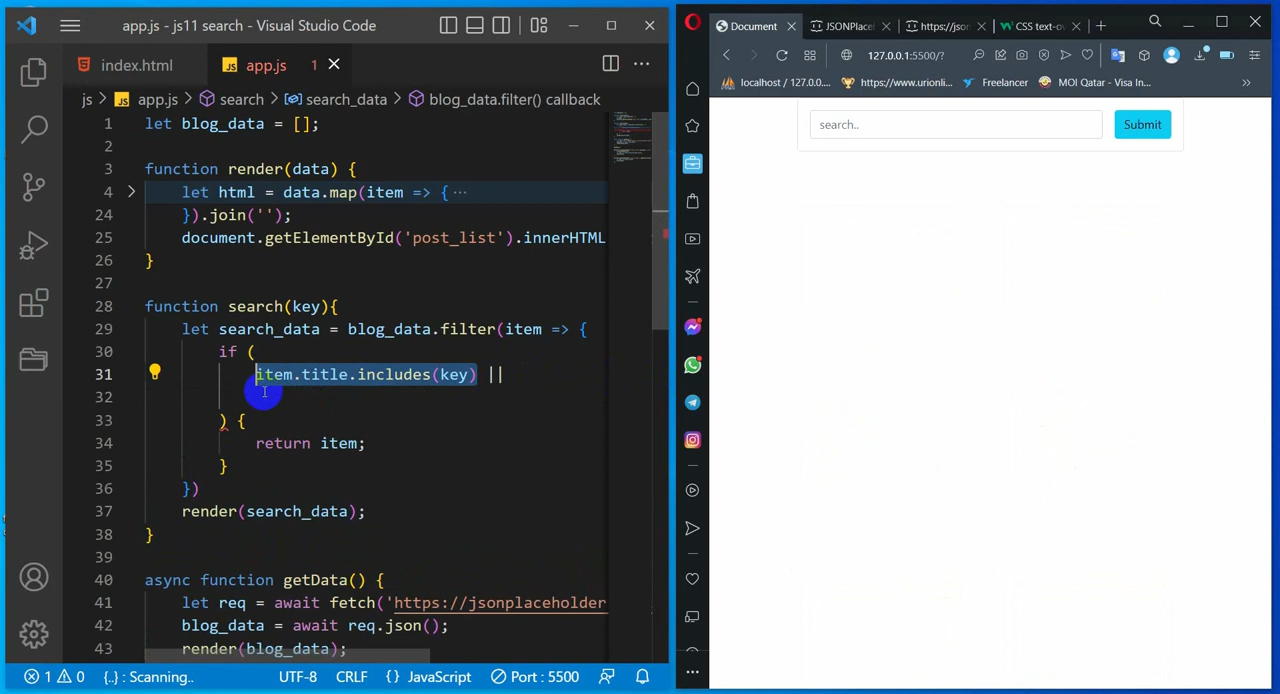 app.js - js11 search - Visual Studio Code
index.html
app.js 1
js > app.js > search > search_data > blog_data.filter() callback
1 let blog_data = [];
2
3 function render(data) {
4 let html = data.map(item => { ...
24 }).join('');
25 document.getElementById('post_list').innerHTML
26 }
27
28 function search(key){
29 let search_data = blog_data.filter(item => {
30 if (
31 item.title.includes(key) ||
32
33 ) {
34 return item;
35 }
36 })
37 render(search_data);
38 }
39
40 async function getData() {
41 let req = await fetch('https://jsonplaceholder
42 blog_data = await req.json();
43 render(blog_data);
1 0 {..} : Scanning.. UTF-8 CRLF {} JavaScript Port : 5500
Document
JSONPlace
https://json
CSS text-ov
127.0.0.1:5500/?
localhost / 127.0.0...
https://www.urionli...
Freelancer
MOI Qatar - Visa In...
search..
Submit